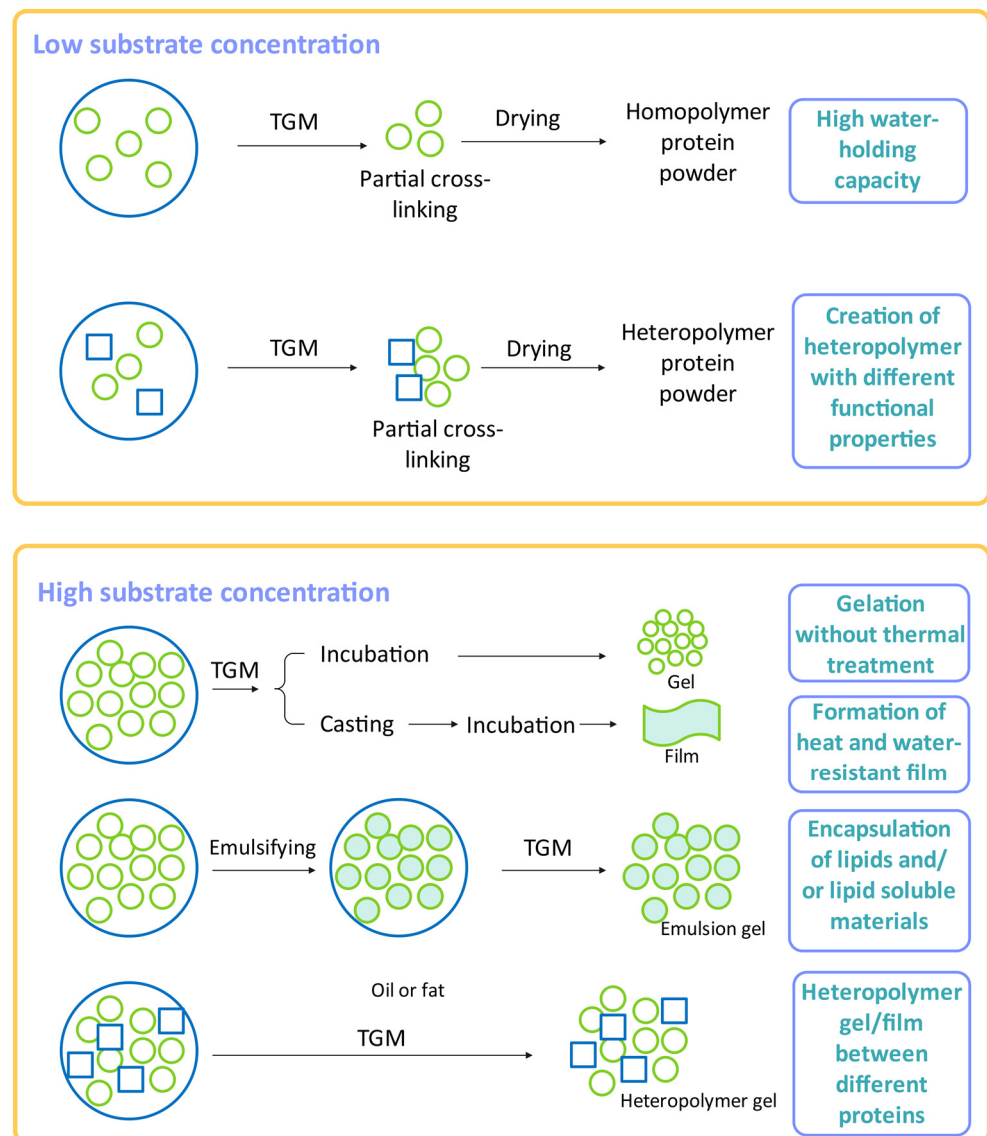 Low substrate concentration
TGM
Partial cross-
linking
Drying
Homopolymer
protein
powder
High water-
holding
capacity
TGM
Partial cross-
linking
Drying
Heteropolymer
protein
powder
Creation of
heteropolymer
with different
functional
properties
High substrate concentration
TGM
Incubation
Gel
Gelation
without thermal
treatment
Casting
Incubation
Film
Formation of
heat and water-
resistant film
Emulsifying
TGM
Emulsion gel
Encapsulation
of lipids and/
or lipid soluble
materials
Oil or fat
TGM
Heteropolymer gel
Heteropolymer
gel/film
between
different
proteins